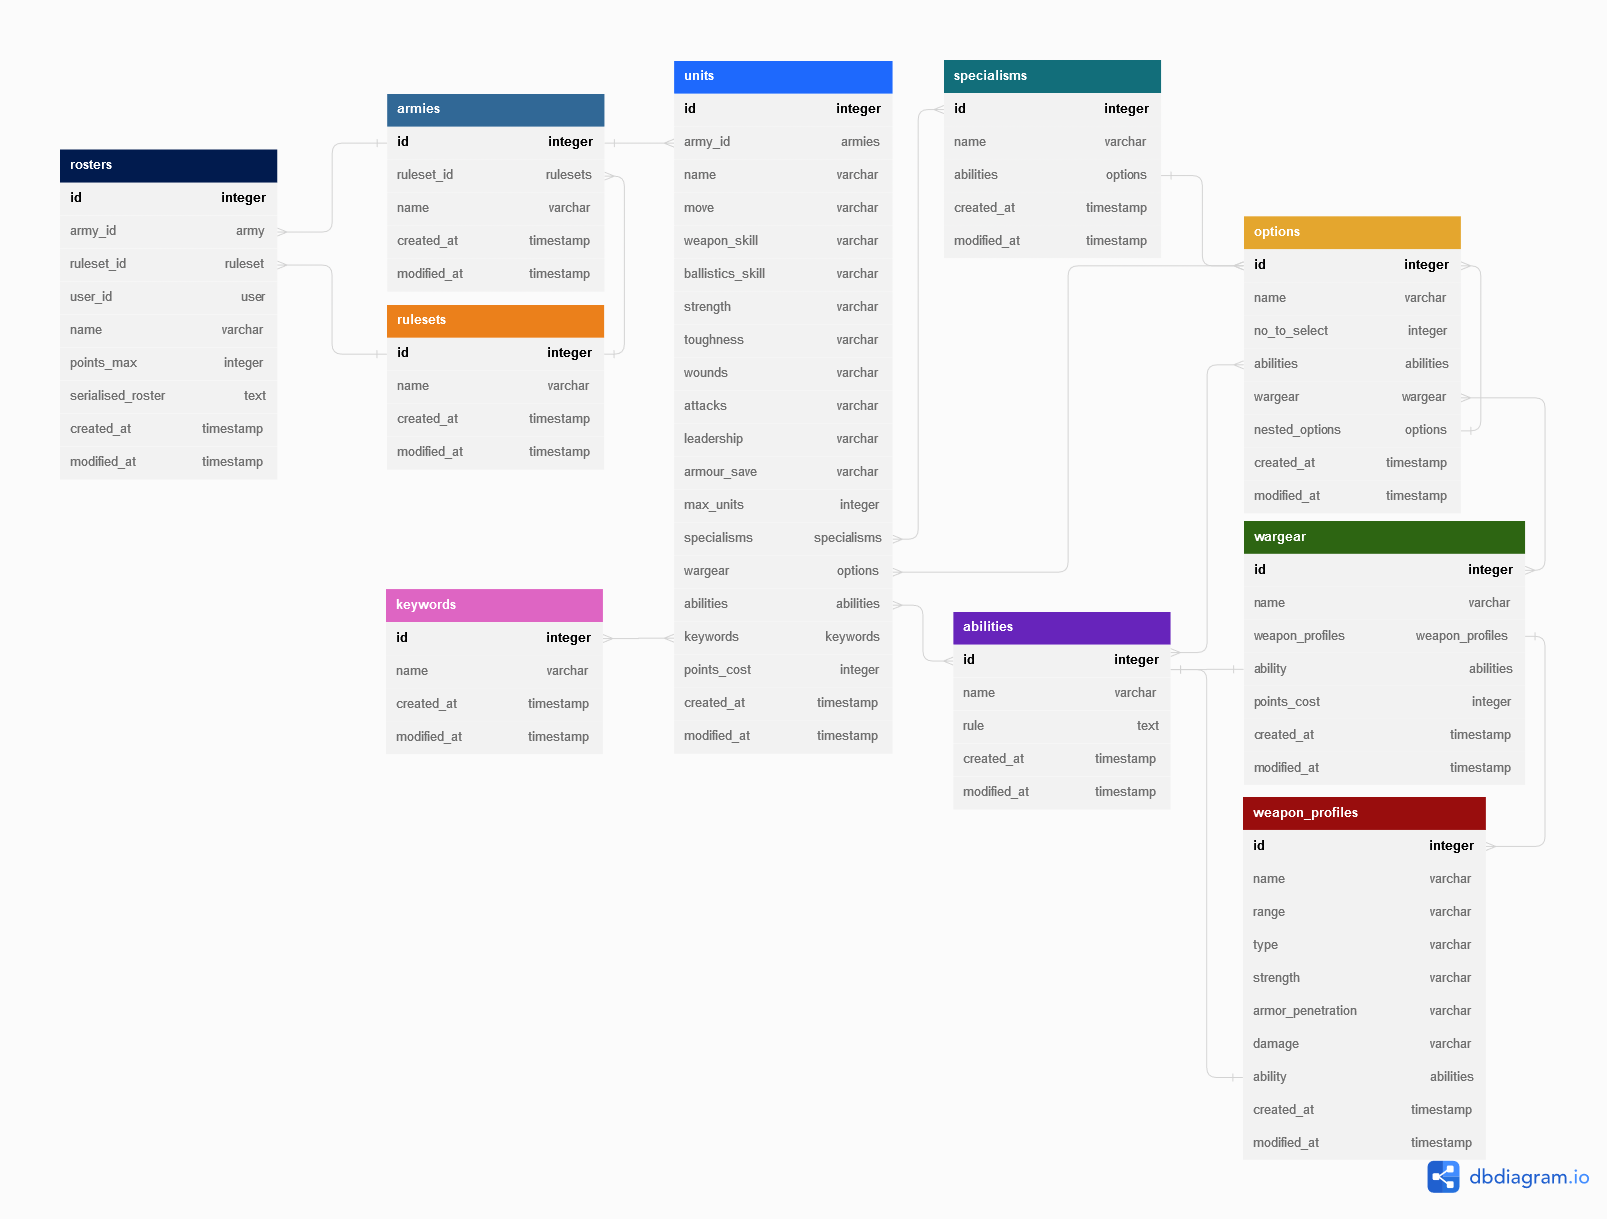 rosters
id integer
army_id army
ruleset_id ruleset
user_id user
name varchar
points_max integer
serialised_roster text
created_at timestamp
modified_at timestamp
armies
id integer
ruleset_id rulesets
name varchar
created_at timestamp
modified_at timestamp
rulesets
id integer
name varchar
created_at timestamp
modified_at timestamp
keywords
id integer
name varchar
created_at timestamp
modified_at timestamp
units
id integer
army_id armies
name varchar
move varchar
weapon_skill varchar
ballistics_skill varchar
strength varchar
toughness varchar
wounds varchar
attacks varchar
leadership varchar
armour_save varchar
max_units integer
specialisms specialisms
wargear options
abilities abilities
keywords keywords
points_cost integer
created_at timestamp
modified_at timestamp
specialisms
id integer
name varchar
abilities options
created_at timestamp
modified_at timestamp
abilities
id integer
name varchar
rule text
created_at timestamp
modified_at timestamp
options
id integer
name varchar
no_to_select integer
abilities abilities
wargear wargear
nested_options options
created_at timestamp
modified_at timestamp
wargear
id integer
name varchar
weapon_profiles weapon_profiles
ability abilities
points_cost integer
created_at timestamp
modified_at timestamp
weapon_profiles
id integer
name varchar
range varchar
type varchar
strength varchar
armor_penetration varchar
damage varchar
ability abilities
created_at timestamp
modified_at timestamp
dbdiagram.io